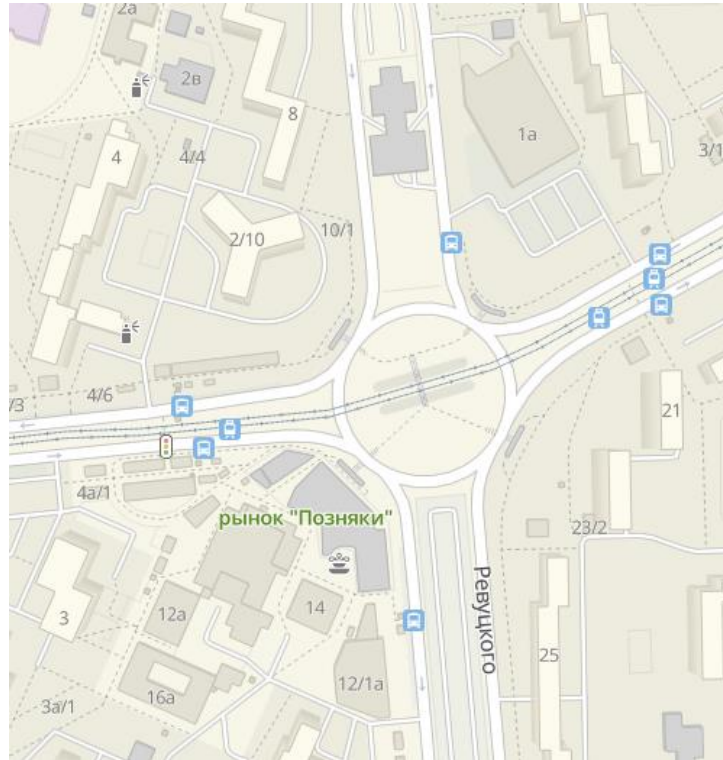 2а
2в
8
1а
4
4/4
3/1
2/10
10/1
4/6
/3
21
4а/1
рынок "Позняки"
23/2
Ревуцкого
3
12а
14
25
16а
12/1а
3а/1